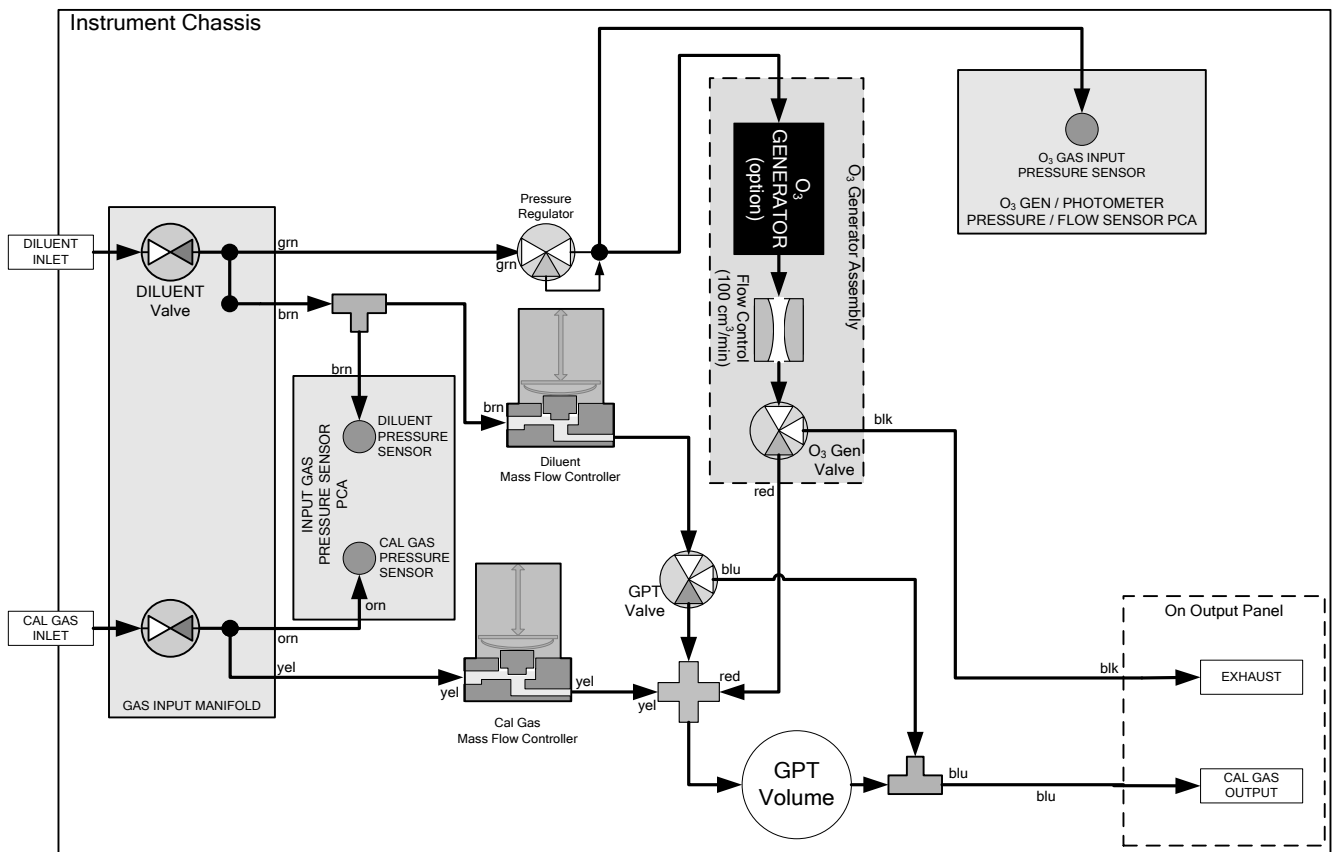 Instrument Chassis
DILUENT
INLET
DILUENT
Valve
grn
brn
Pressure
Regulator
grn
O₃
GENERATOR
(option)
O₃ Generator Assembly
Flow Control
(100 cm³/min)
O₃ GAS INPUT
PRESSURE SENSOR
O₃ GEN / PHOTOMETER
PRESSURE / FLOW SENSOR PCA
brn
DILUENT
PRESSURE
SENSOR
INPUT GAS
PRESSURE SENSOR
PCA
CAL GAS
PRESSURE
SENSOR
brn
Diluent
Mass Flow Controller
O₃ Gen
Valve
blk
red
GPT
Valve
blu
CAL GAS
INLET
orn
orn
yel
GAS INPUT MANIFOLD
yel
yel
Cal Gas
Mass Flow Controller
yel
red
GPT
Volume
blu
blu
On Output Panel
blk
EXHAUST
CAL GAS
OUTPUT